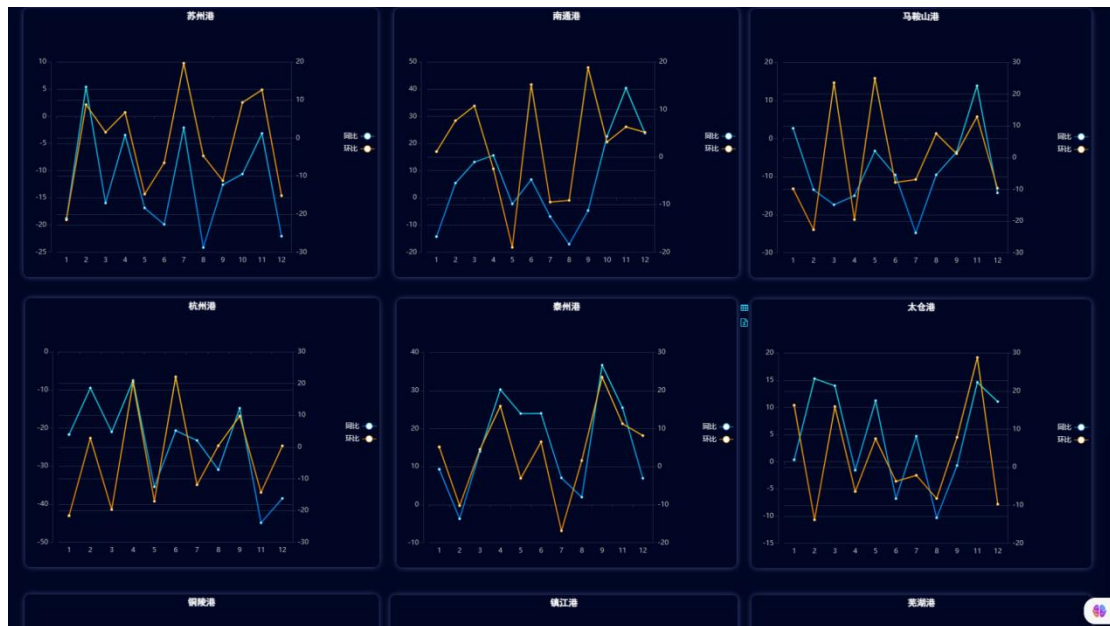 苏州港
南通港
马鞍山港
10 5 0 -5 -10 -15 -20 -25
20 10 0 -10 -20 -30
1 2 3 4 5 6 7 8 9 10 11 12
同比
环比
50 40 30 20 10 0 -10 -20
20 10 0 -10 -20
1 2 3 4 5 6 7 8 9 10 11 12
同比
环比
20 10 0 -10 -20 -30
30 20 10 0 -10 -20 -30
1 2 3 4 5 6 7 8 9 10 11 12
同比
环比
杭州港
泰州港
太仓港
0 -10 -20 -30 -40 -50
30 20 10 0 -10 -20 -30
1 2 3 4 5 6 7 8 9 11 12
同比
环比
40 30 20 10 0 -10
30 20 10 0 -10 -20
1 2 3 4 5 6 7 8 9 11 12
同比
环比
20 15 10 5 0 -5 -10 -15
30 20 10 0 -10 -20
1 2 3 4 5 6 7 8 9 11 12
同比
环比
铜陵港
镇江港
芜湖港